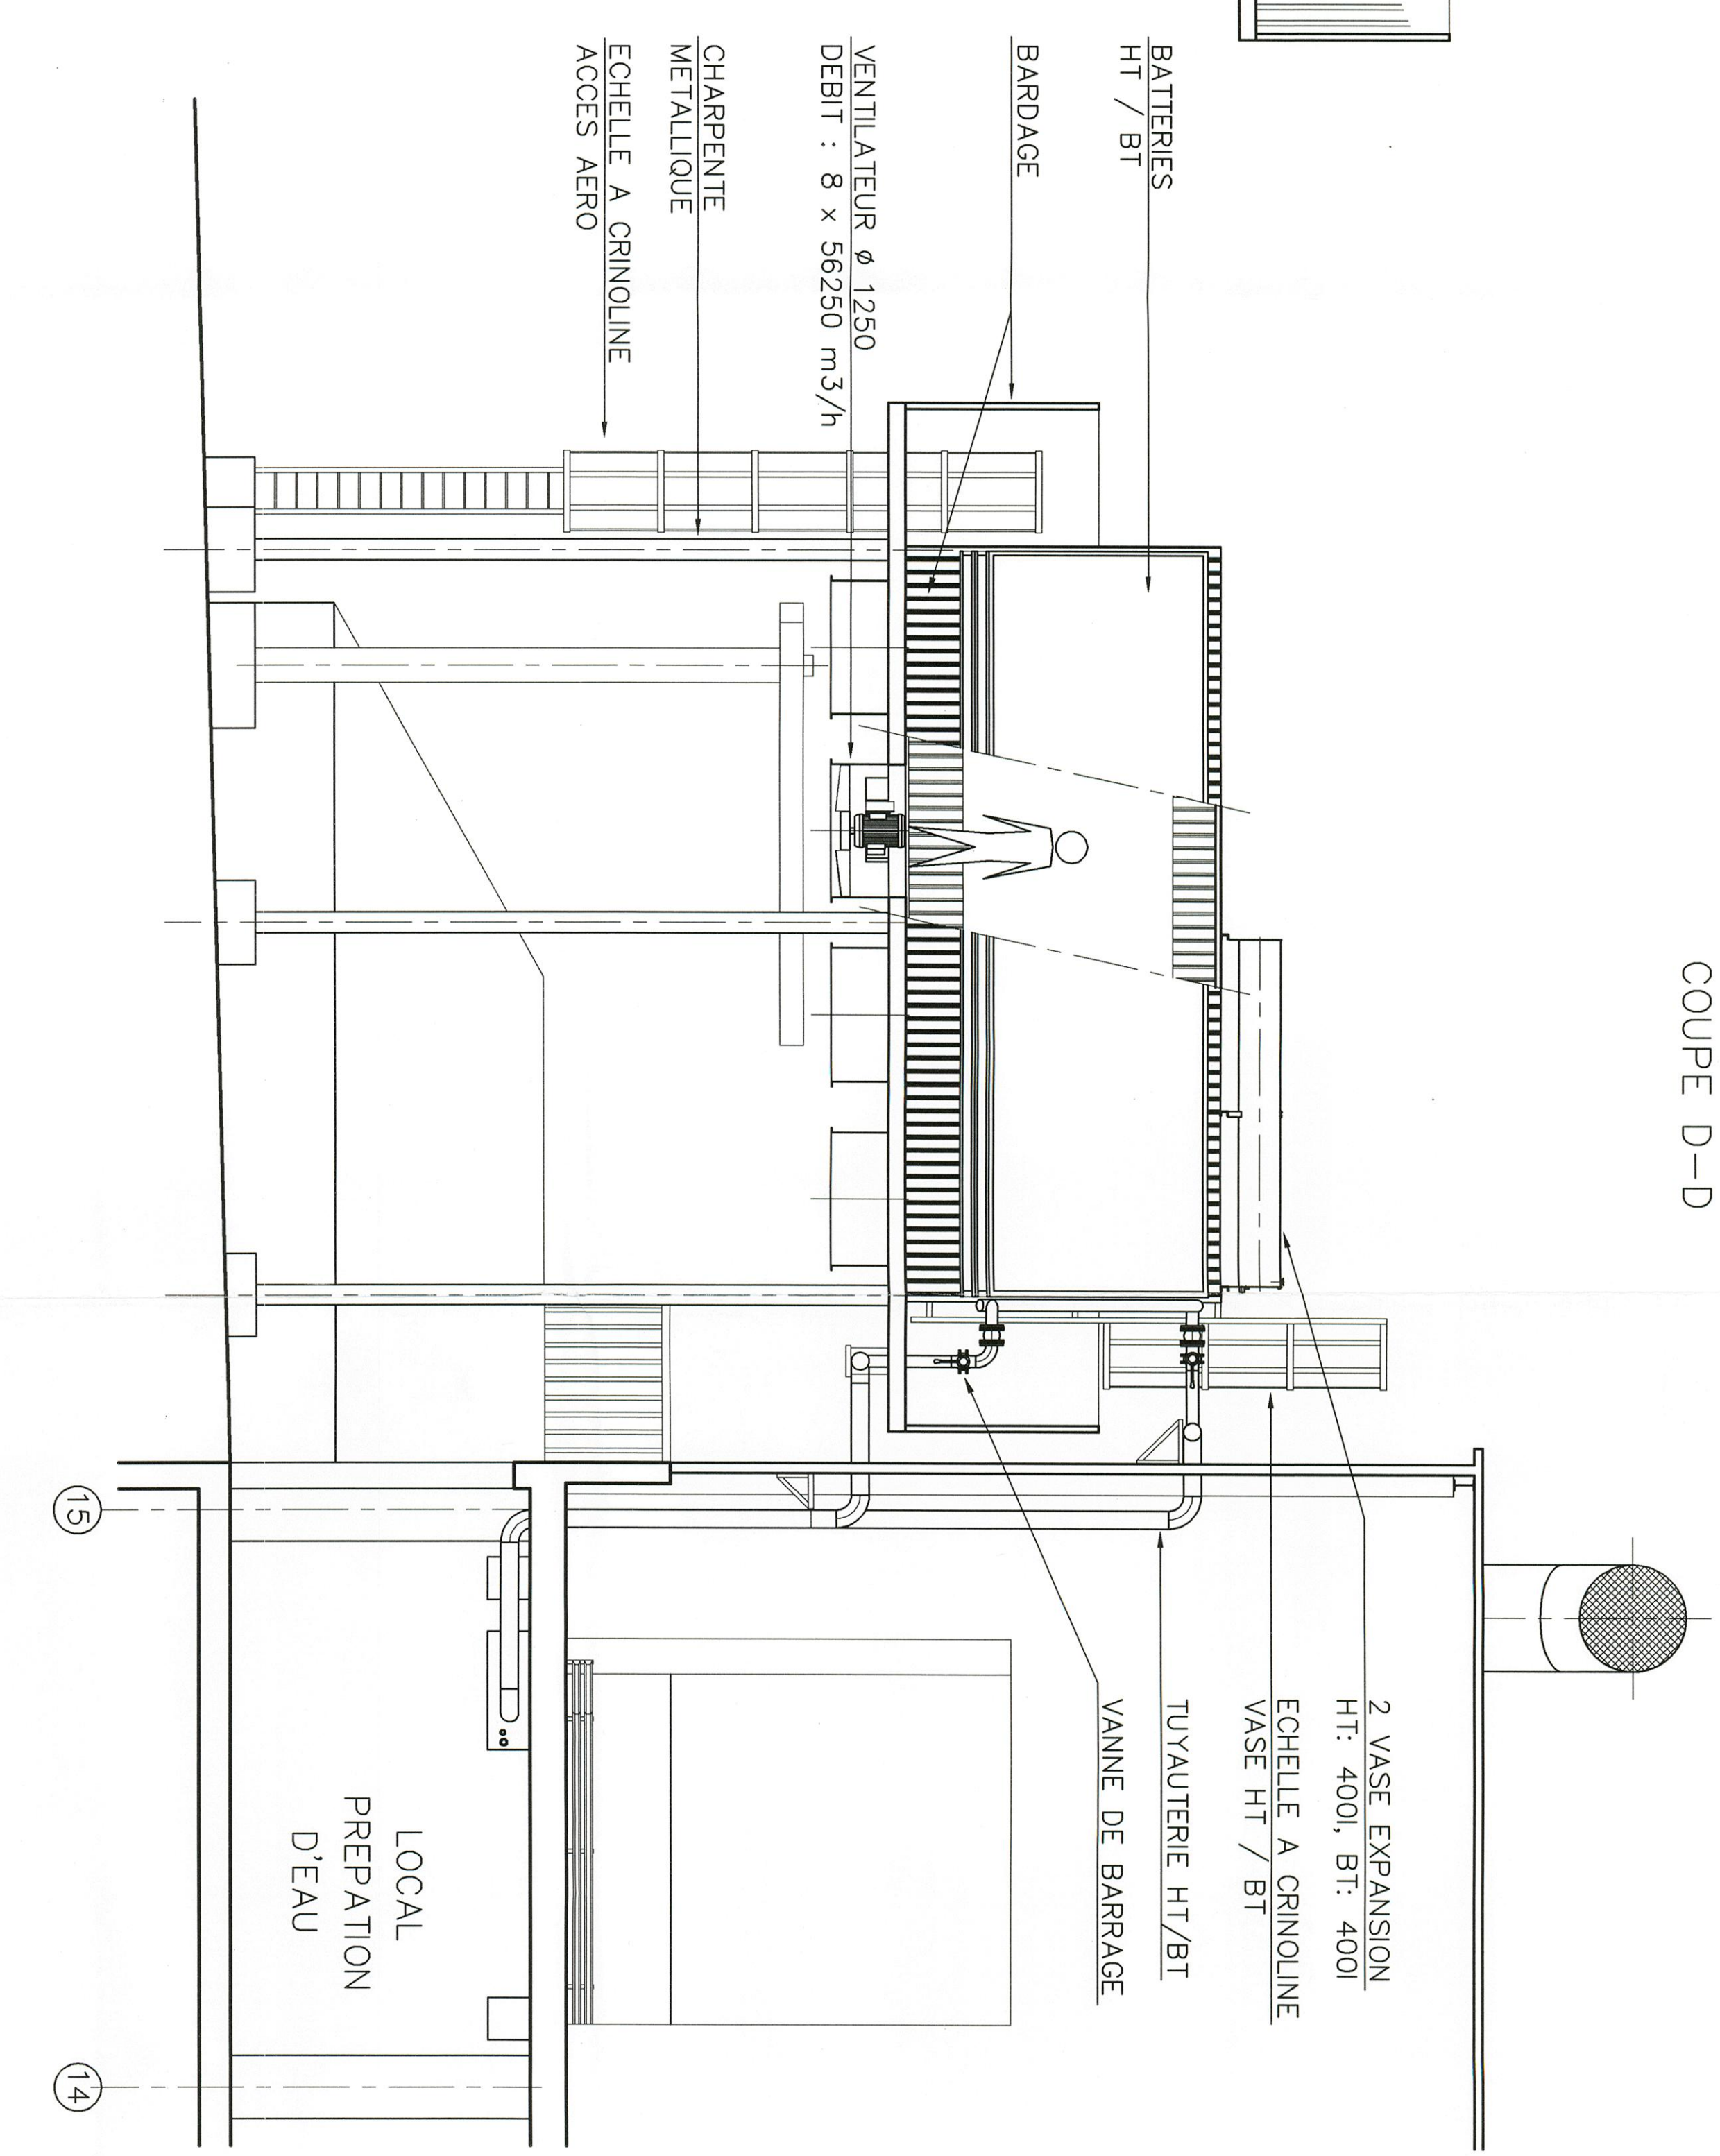 COUPE D-D
BATTERIES
HT / BT
BARDAGE
VENTILATEUR ø 1250
DEBIT : 8 x 56250 m3/h
CHARPENTE
METALLIQUE
ECHELLE A CRINOLINE
ACCES AERO
2 VASE EXPANSION
HT: 400l, BT: 400l
ECHELLE A CRINOLINE
VASE HT / BT
TUYAUTERIE HT/BT
VANNE DE BARRAGE
LOCAL
PREPATION
D'EAU
15
14